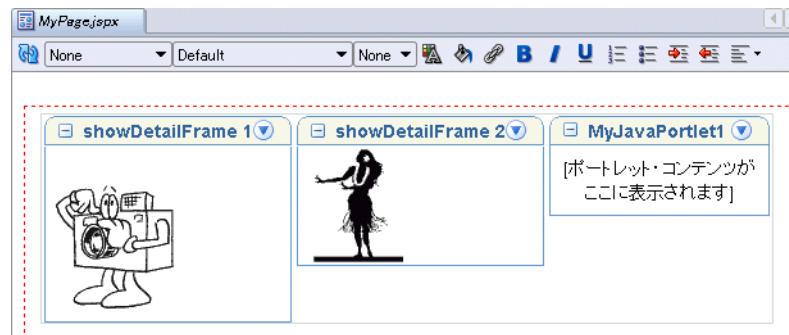 MyPage.jspx
None Default None B I U
showDetailFrame 1 showDetailFrame 2 MyJavaPortlet1
[ポートレット・コンテンツが
ここに表示されます]